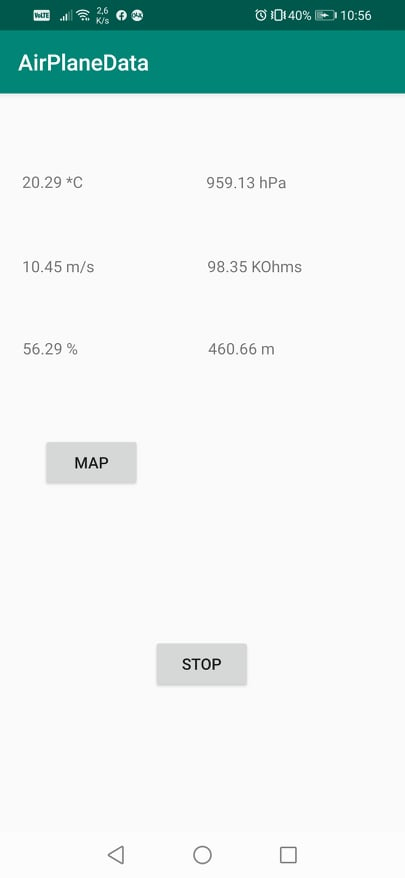 VoLTE 2,6 K/s 40% 10:56
AirPlaneData
20.29 *C 959.13 hPa
10.45 m/s 98.35 KOhms
56.29 % 460.66 m
MAP
STOP